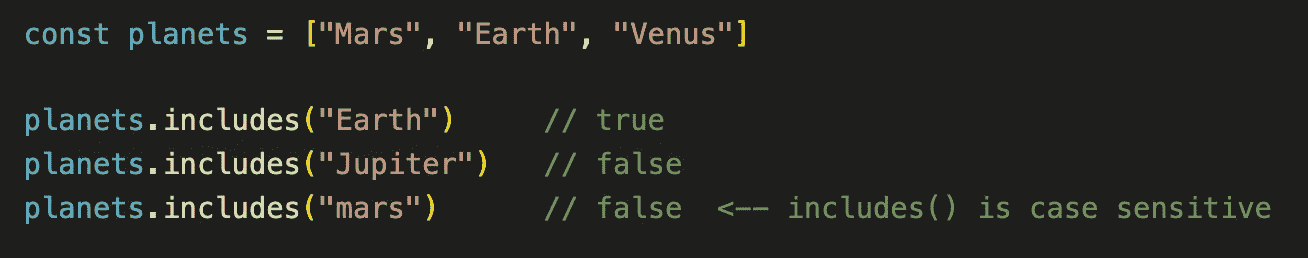 const planets = ["Mars", "Earth", "Venus"]
planets.includes("Earth")     // true
planets.includes("Jupiter")   // false
planets.includes("mars")      // false  <-- includes() is case sensitive